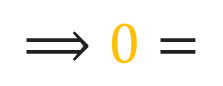 ⟹ 0 =